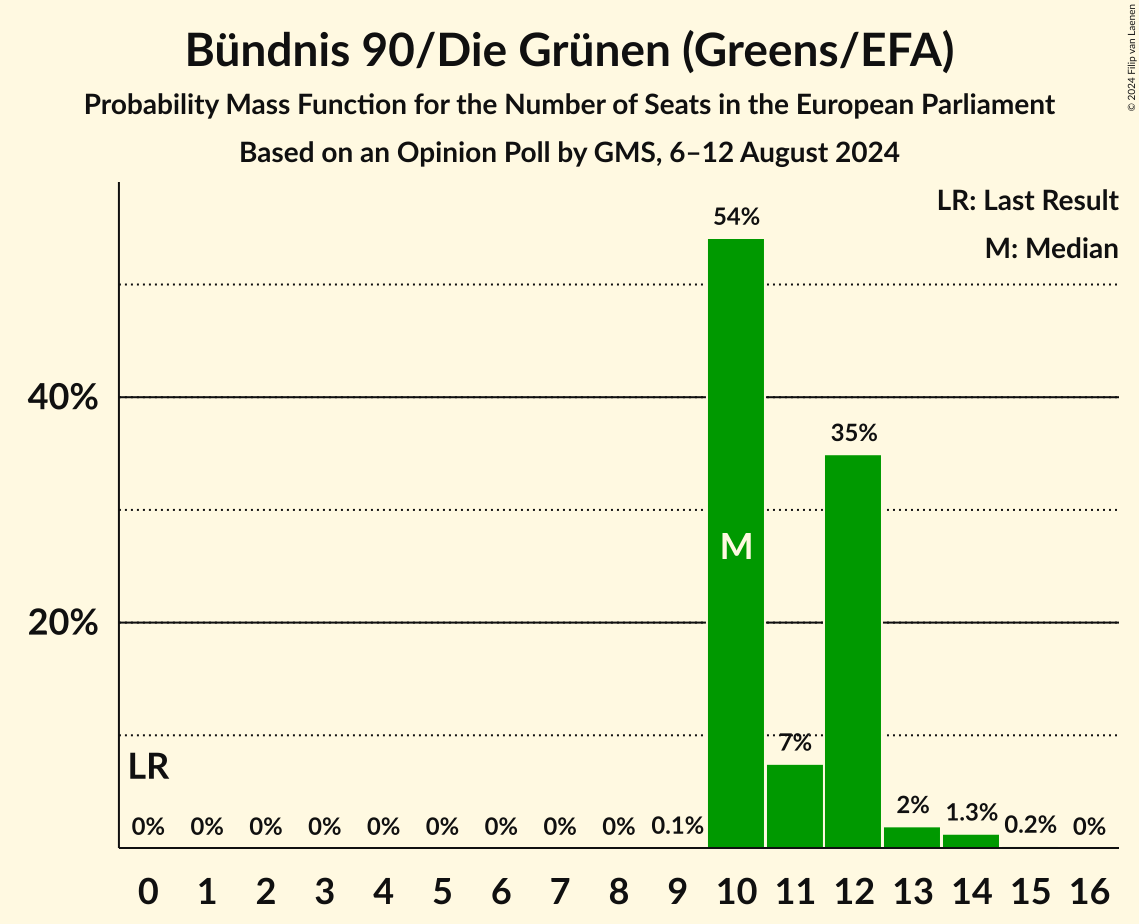 Bündnis 90/Die Grünen (Greens/EFA)
Probability Mass Function for the Number of Seats in the European Parliament
Based on an Opinion Poll by GMS, 6–12 August 2024
© 2024 Filip van Laenen
LR: Last Result
M: Median
54%
40%
35%
M
20%
7%
LR
0% 0% 0% 0% 0% 0% 0% 0% 0% 0.1% 2% 1.3% 0.2% 0%
0 1 2 3 4 5 6 7 8 9 10 11 12 13 14 15 16